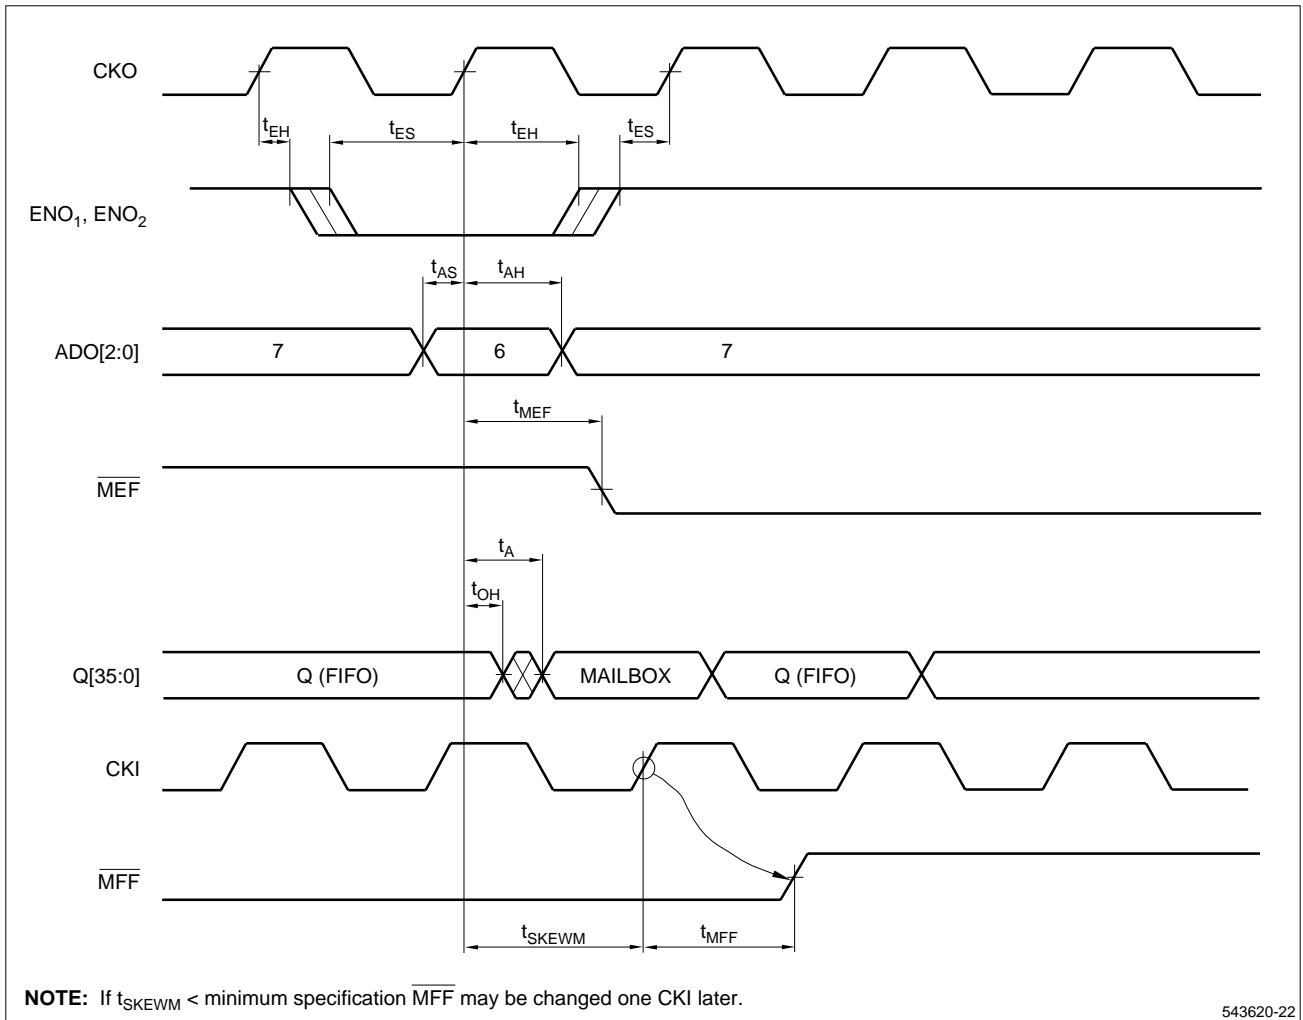 CKO
tEH
tES
tEH
tES
ENO1, ENO2
tAS
tAH
ADO[2:0]
7
6
7
tMEF
MEF
tA
tOH
Q[35:0]
Q (FIFO)
MAILBOX
Q (FIFO)
CKI
MFF
tSKEWM
tMFF
NOTE: If tSKEWM < minimum specification MFF may be changed one CKI later.
543620-22